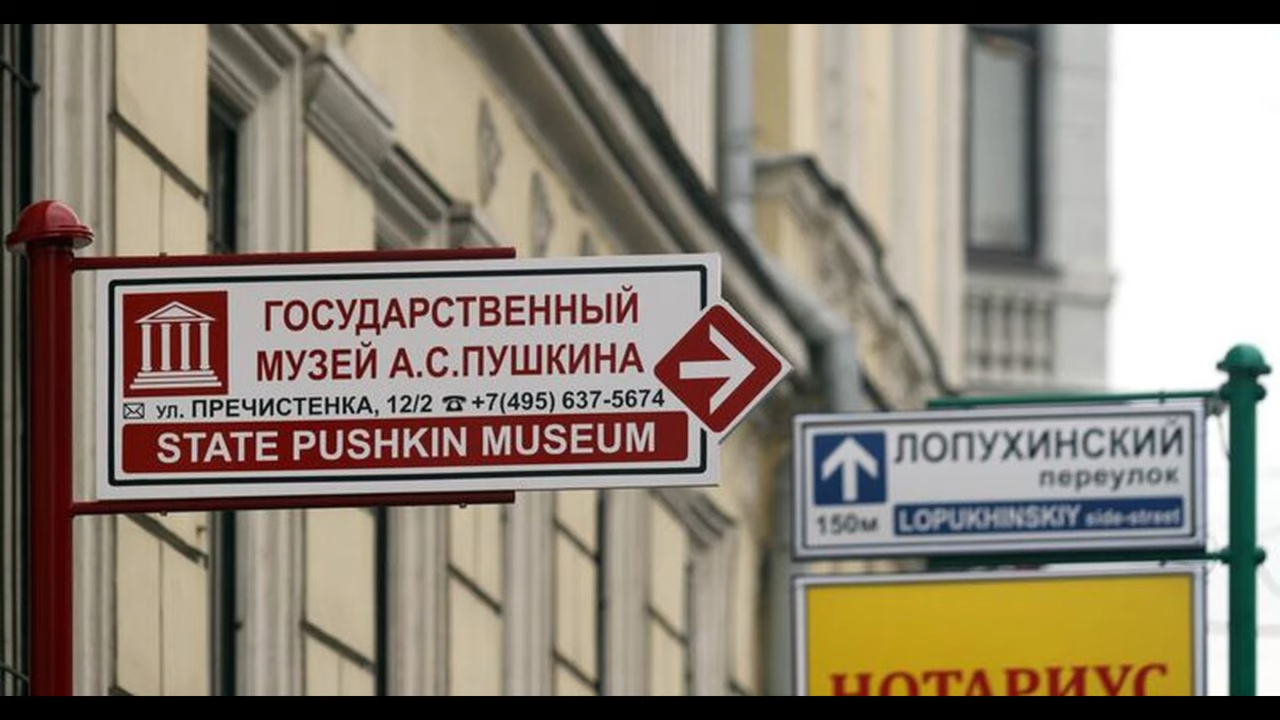 ГОСУДАРСТВЕННЫЙ
МУЗЕЙ А.С.ПУШКИНА
ул. ПРЕЧИСТЕНКА, 12/2 ☎ +7(495) 637-5674
STATE PUSHKIN MUSEUM
ЛОПУХИНСКИЙ
переулок
150м
LOPUKHINSKIY side-street
НОТАРИУС